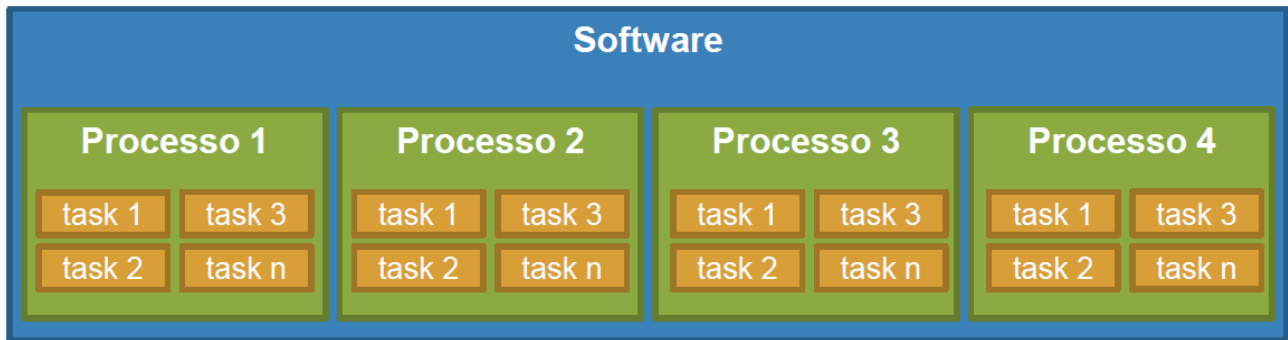 Software
Processo 1
task 1
task 3
task 2
task n
Processo 2
task 1
task 3
task 2
task n
Processo 3
task 1
task 3
task 2
task n
Processo 4
task 1
task 3
task 2
task n